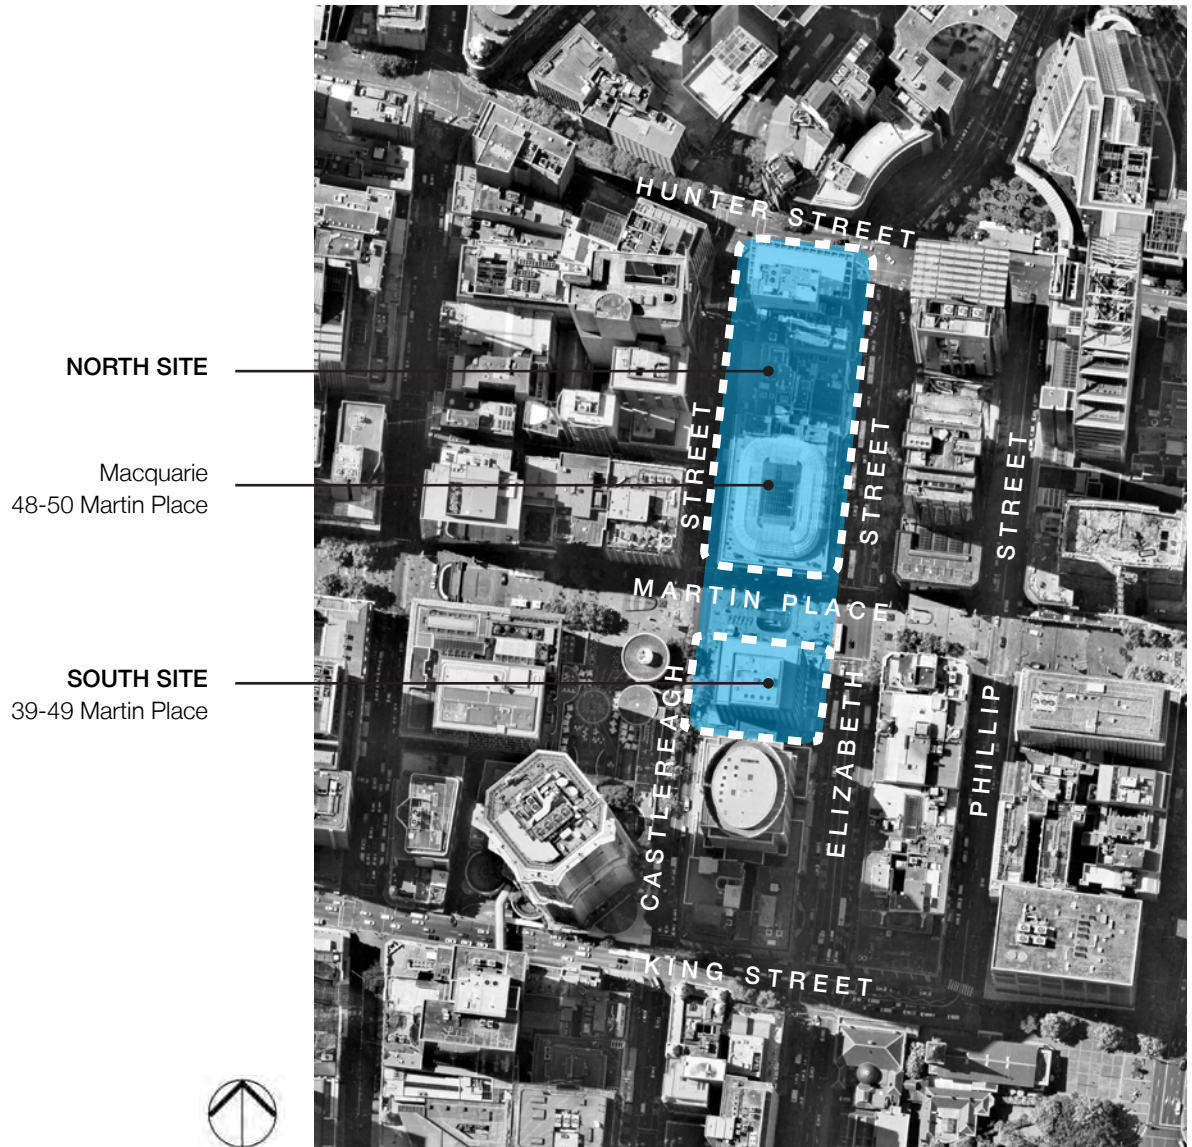 HUNTER STREET
NORTH SITE
STREET
STREET
STREET
Macquarie
48-50 Martin Place
MARTIN PLACE
SOUTH SITE
39-49 Martin Place
CASTLEREAGH
ELIZABETH
PHILLIP
KING STREET